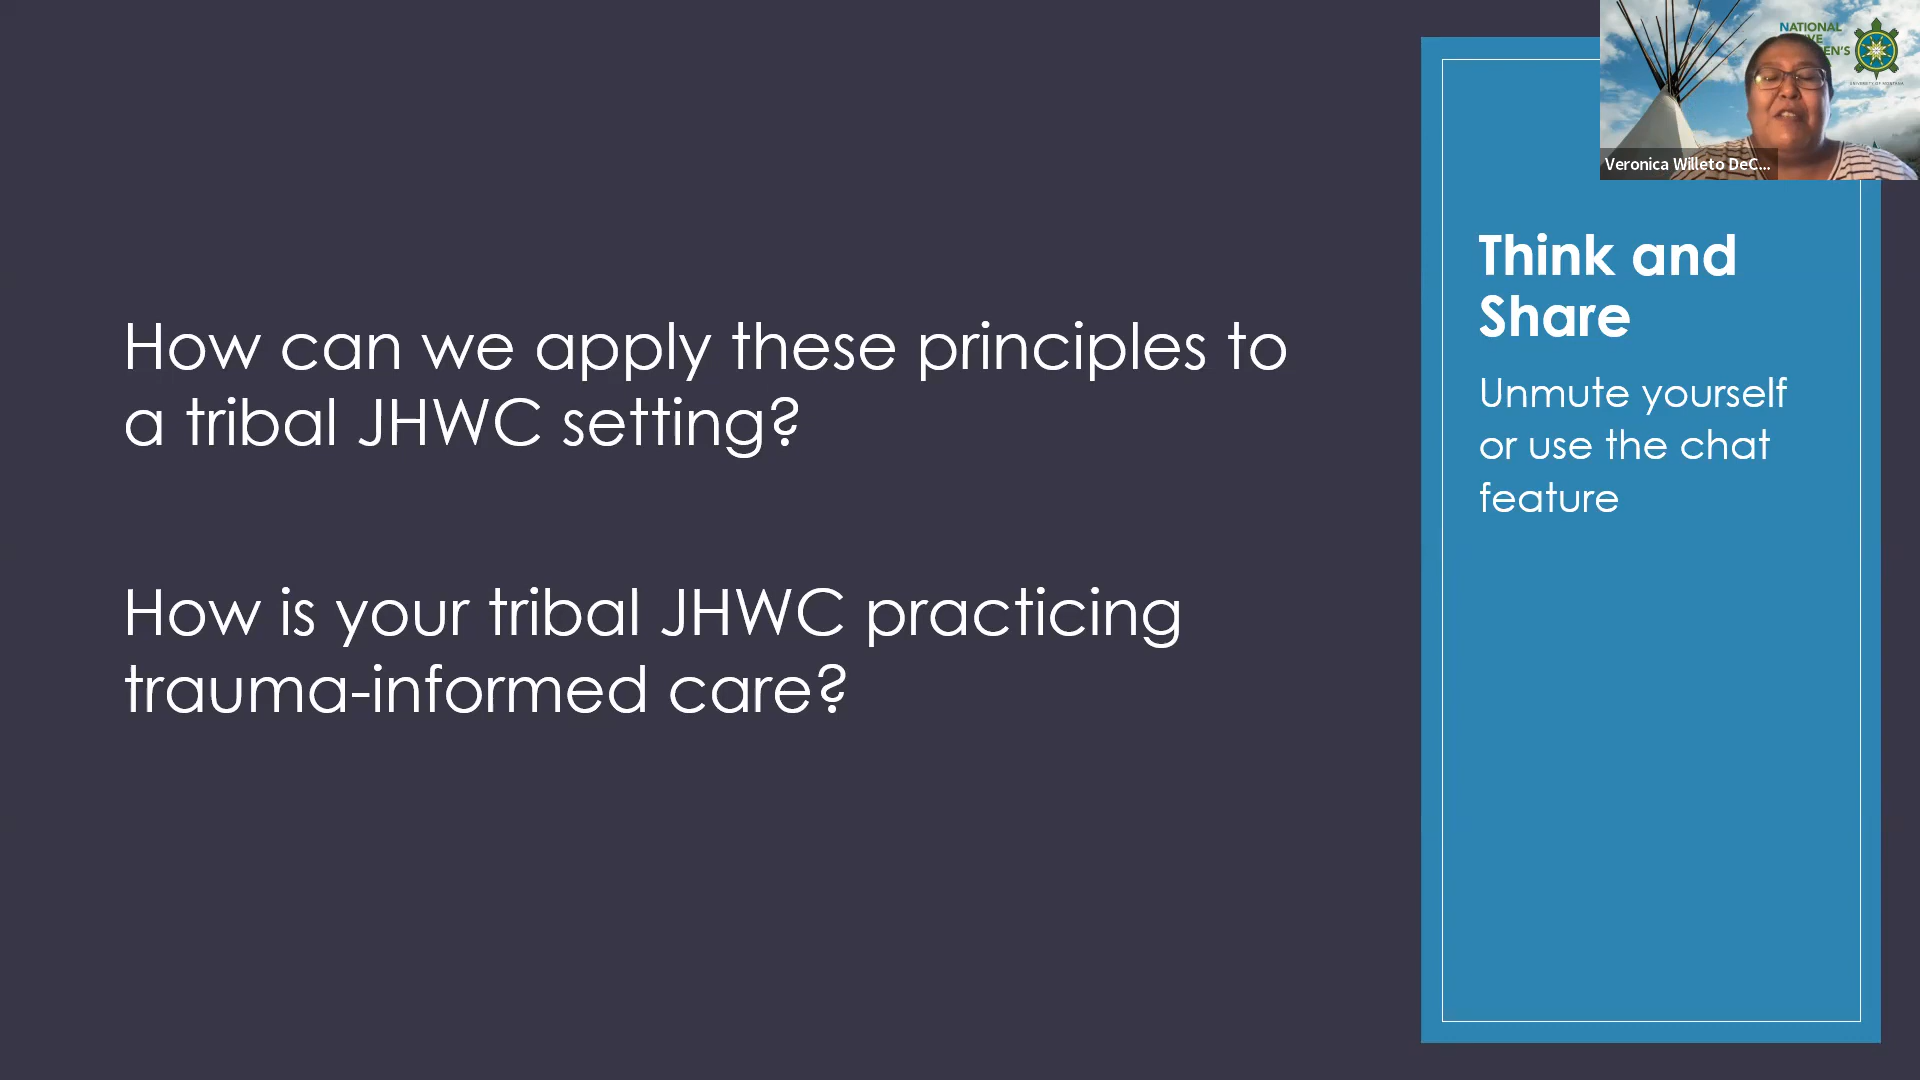 How can we apply these principles to
a tribal JHWC setting?
How is your tribal JHWC practicing
trauma-informed care?
Think and
Share
Unmute yourself
or use the chat
feature
NATIONAL
Veronica Willeto DeC...